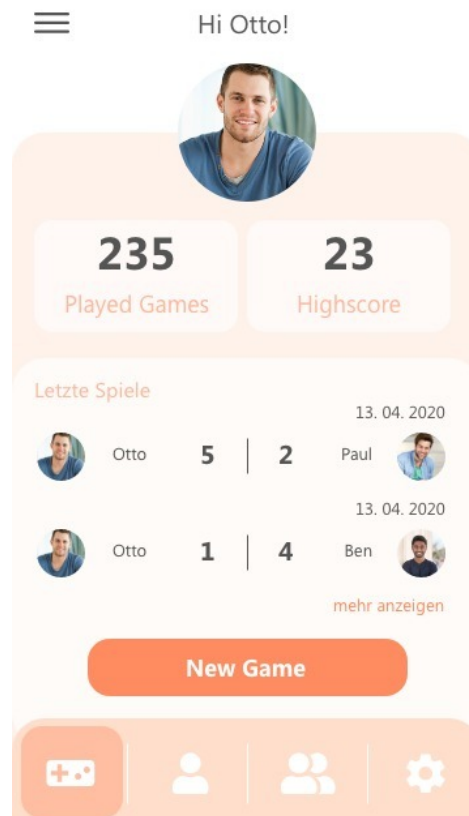 Hi Otto!
235 23
Played Games Highscore
Letzte Spiele
13. 04. 2020
Otto 5 2 Paul
13. 04. 2020
Otto 1 4 Ben
mehr anzeigen
New Game